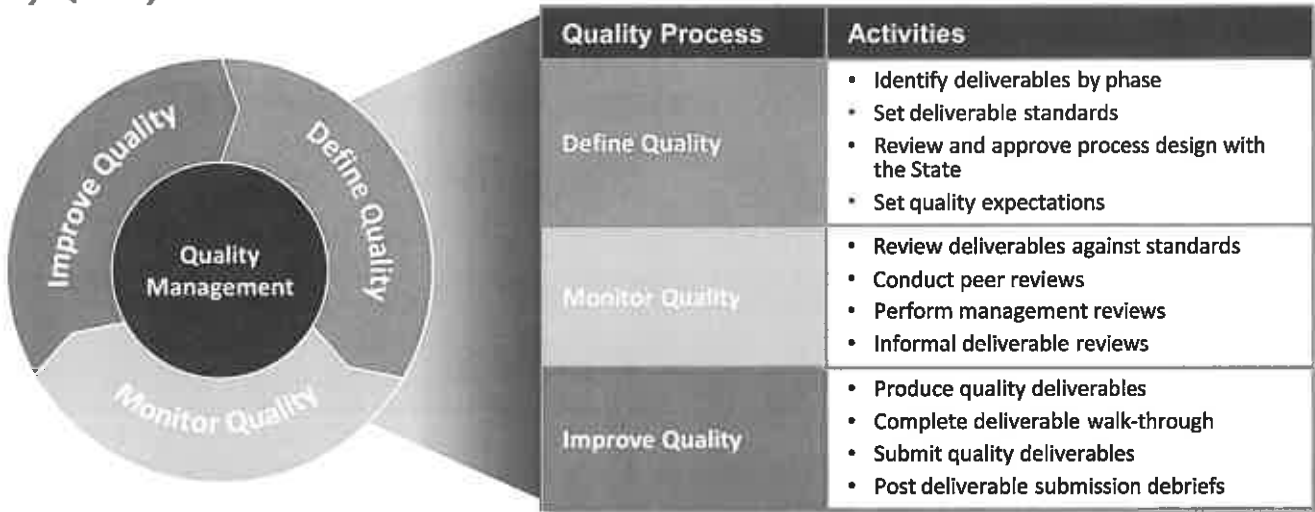 Improve Quality
Define Quality
Quality
Management
Monitor Quality
Quality Process
Activities
Define Quality
• Identify deliverables by phase
• Set deliverable standards
• Review and approve process design with
the State
• Set quality expectations
Monitor Quality
• Review deliverables against standards
• Conduct peer reviews
• Perform management reviews
• Informal deliverable reviews
Improve Quality
• Produce quality deliverables
• Complete deliverable walk-through
• Submit quality deliverables
• Post deliverable submission debriefs